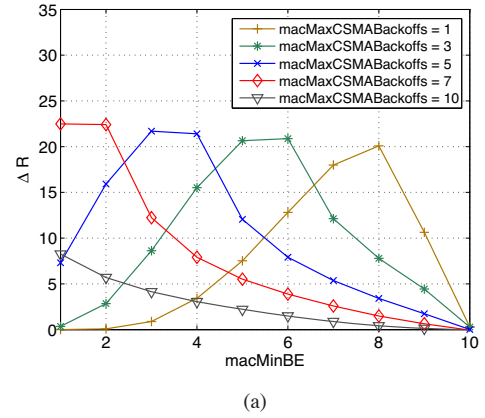 35
30
25
20
15
10
5
0
Δ R
macMaxCSMABackoffs = 1
macMaxCSMABackoffs = 3
macMaxCSMABackoffs = 5
macMaxCSMABackoffs = 7
macMaxCSMABackoffs = 10
2 4 6 8 10
macMinBE
(a)